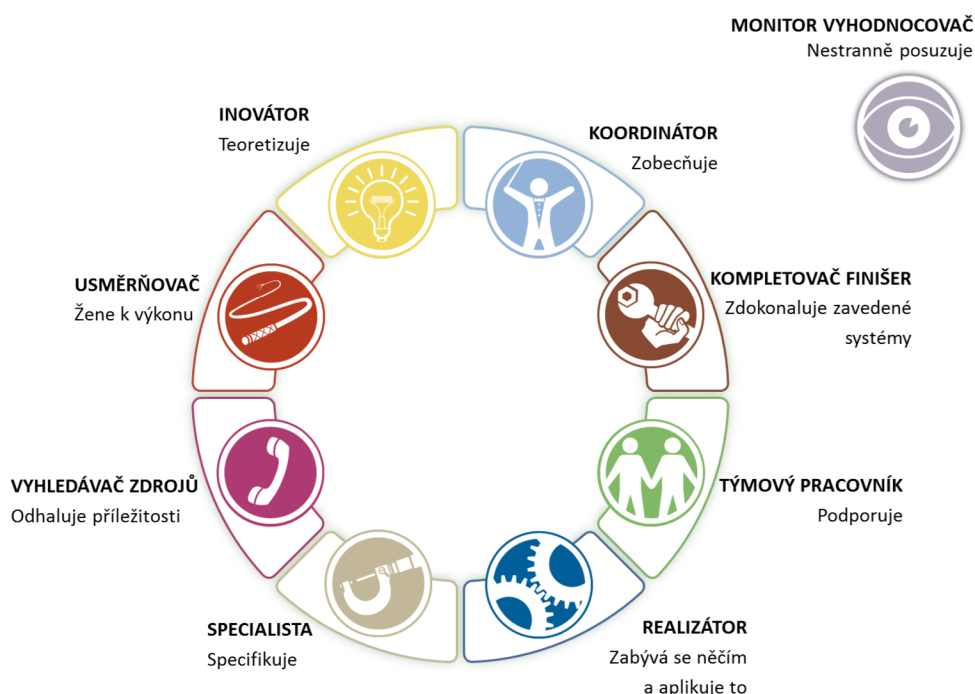 MONITOR VYHODNOCOVAČ
Nestranně posuzuje
INOVÁTOR
Teoretizuje
KOORDINÁTOR
Zobecňuje
USMĚRŇOVAČ
Žene k výkonu
KOMPLETOVAČ FINIŠER
Zdokonaluje zavedené
systémy
VYHLEDÁVAČ ZDROJŮ
Odhaluje příležitosti
TÝMOVÝ PRACOVNÍK
Podporuje
SPECIALISTA
Specifikuje
REALIZÁTOR
Zabývá se něčím
a aplikuje to